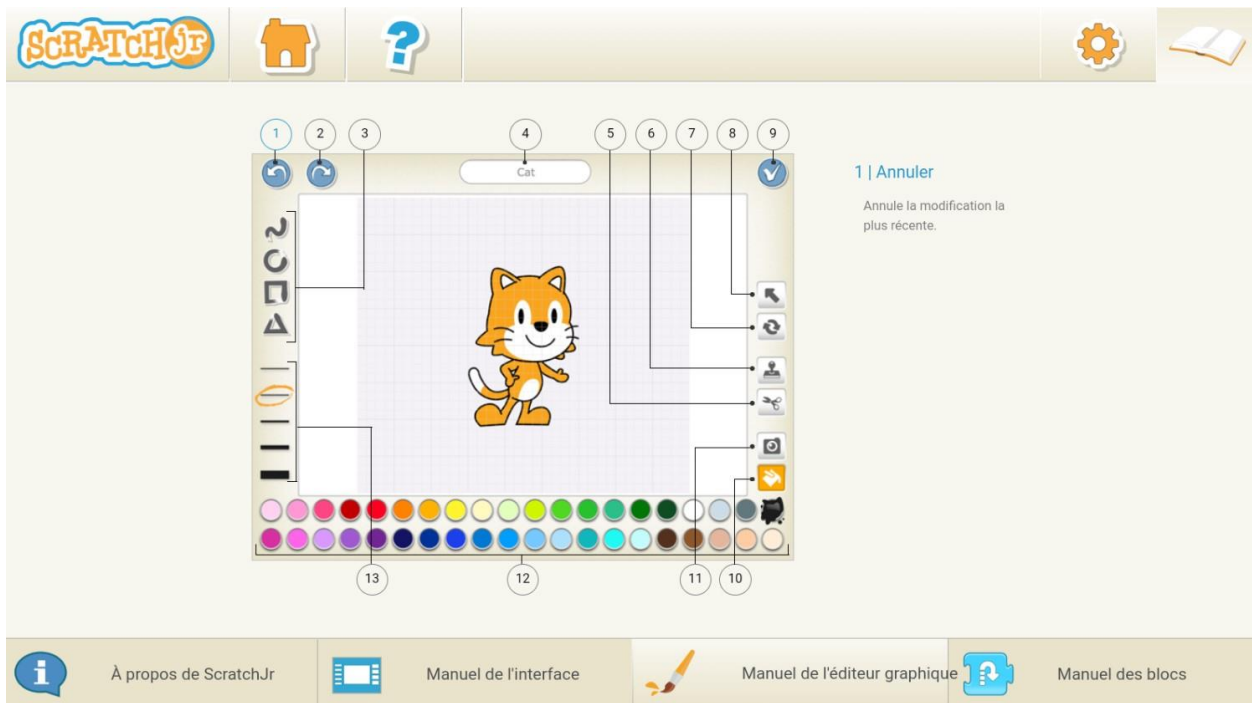 SCRATCHJr
1 2 3 4 5 6 7 8 9
Cat
1 | Annuler
Annule la modification la
plus récente.
13 12 11 10
À propos de ScratchJr
Manuel de l'interface
Manuel de l'éditeur graphique
Manuel des blocs